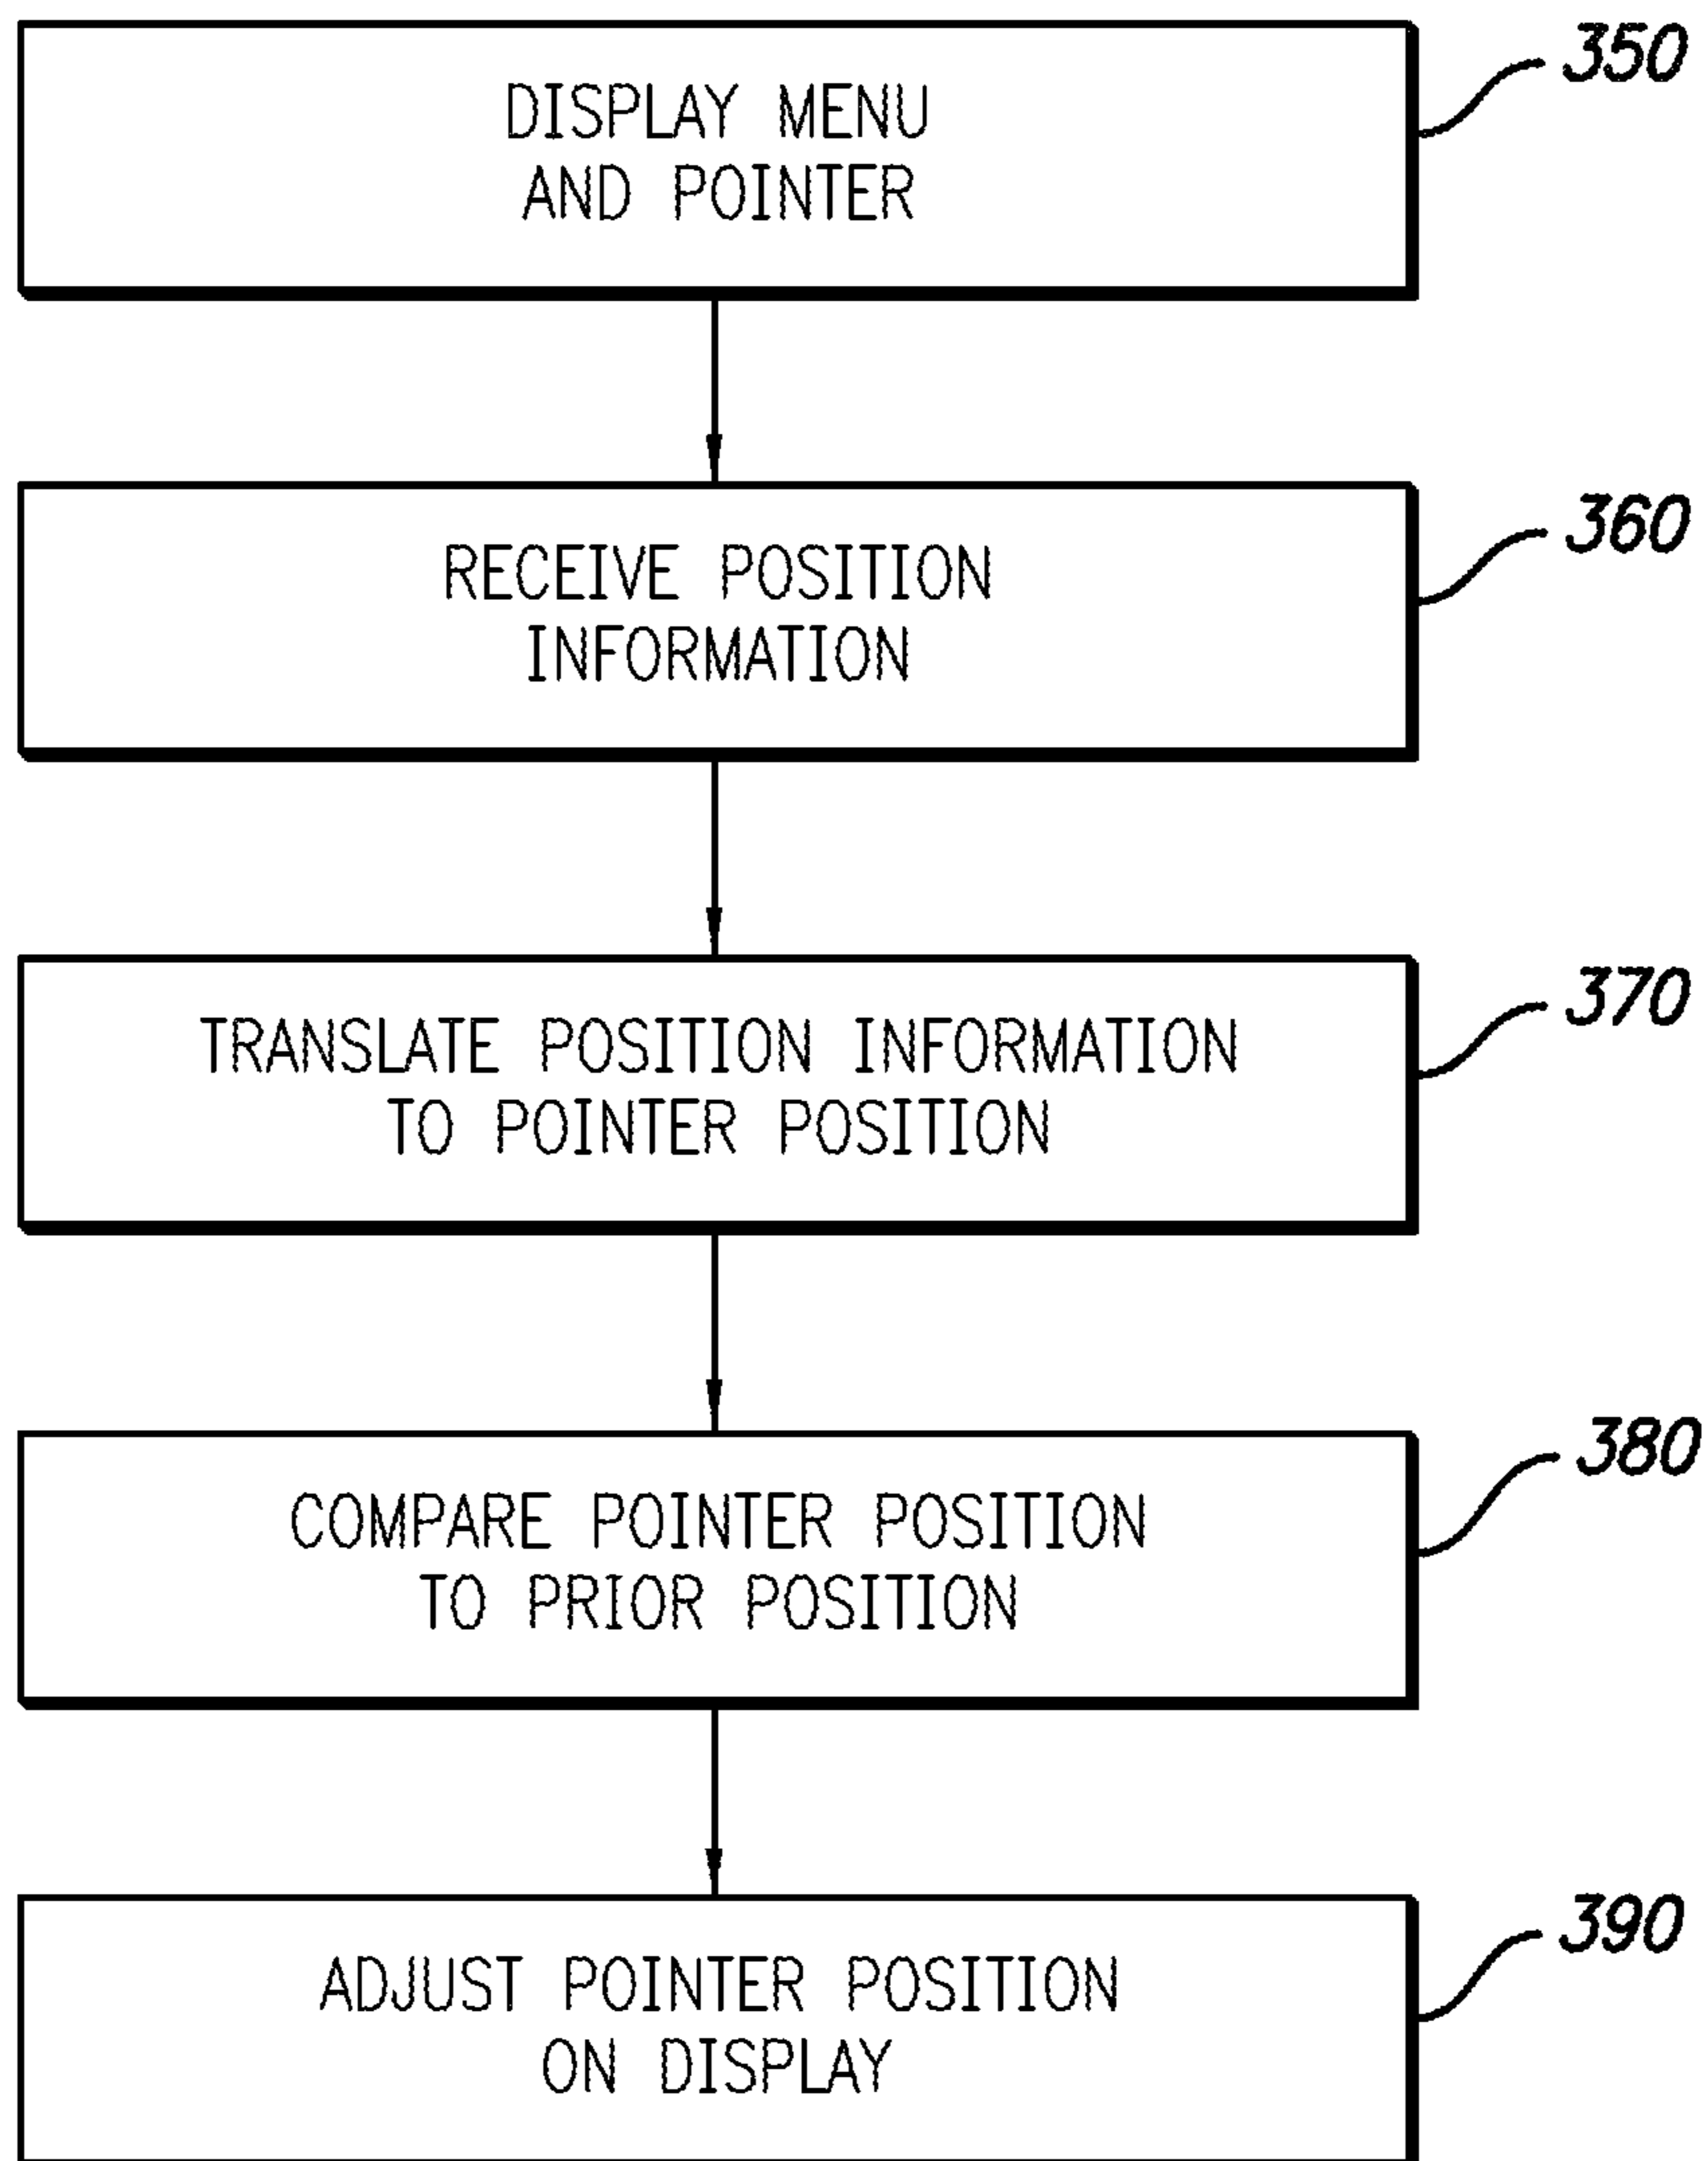 DISPLAY MENU
AND POINTER
350
RECEIVE POSITION
INFORMATION
360
TRANSLATE POSITION INFORMATION
TO POINTER POSITION
370
COMPARE POINTER POSITION
TO PRIOR POSITION
380
ADJUST POINTER POSITION
ON DISPLAY
390